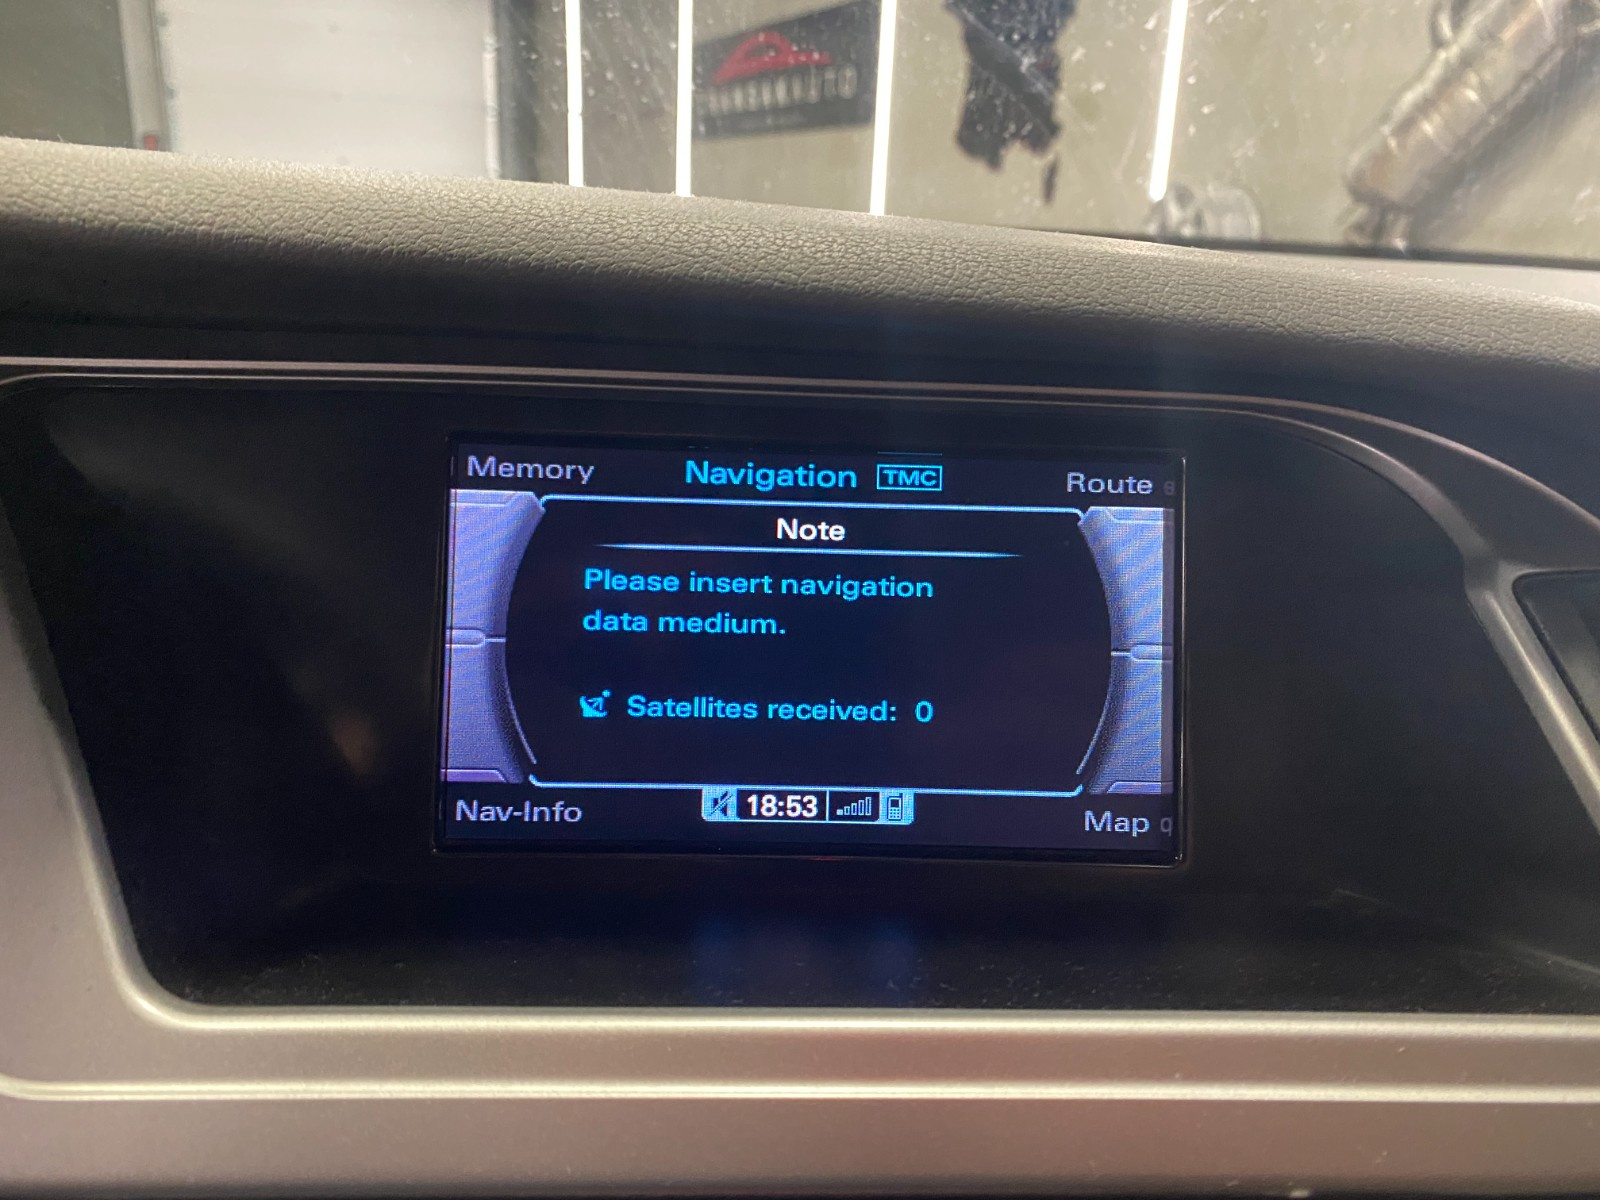 Memory
Navigation TMC
Route
Note
Please insert navigation
data medium.
Satellites received: 0
Nav-Info
18:53
Map